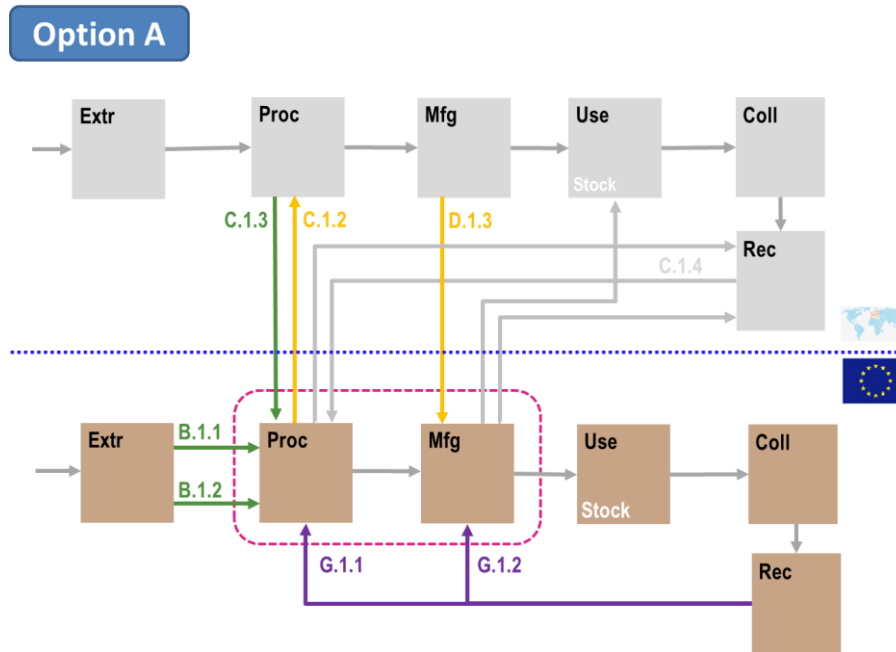 Option A
Extr
Proc
Mfg
Use
Coll
Stock
C.1.3
C.1.2
D.1.3
Rec
C.1.4
Extr
B.1.1
Proc
Mfg
Use
Coll
B.1.2
Stock
G.1.1
G.1.2
Rec